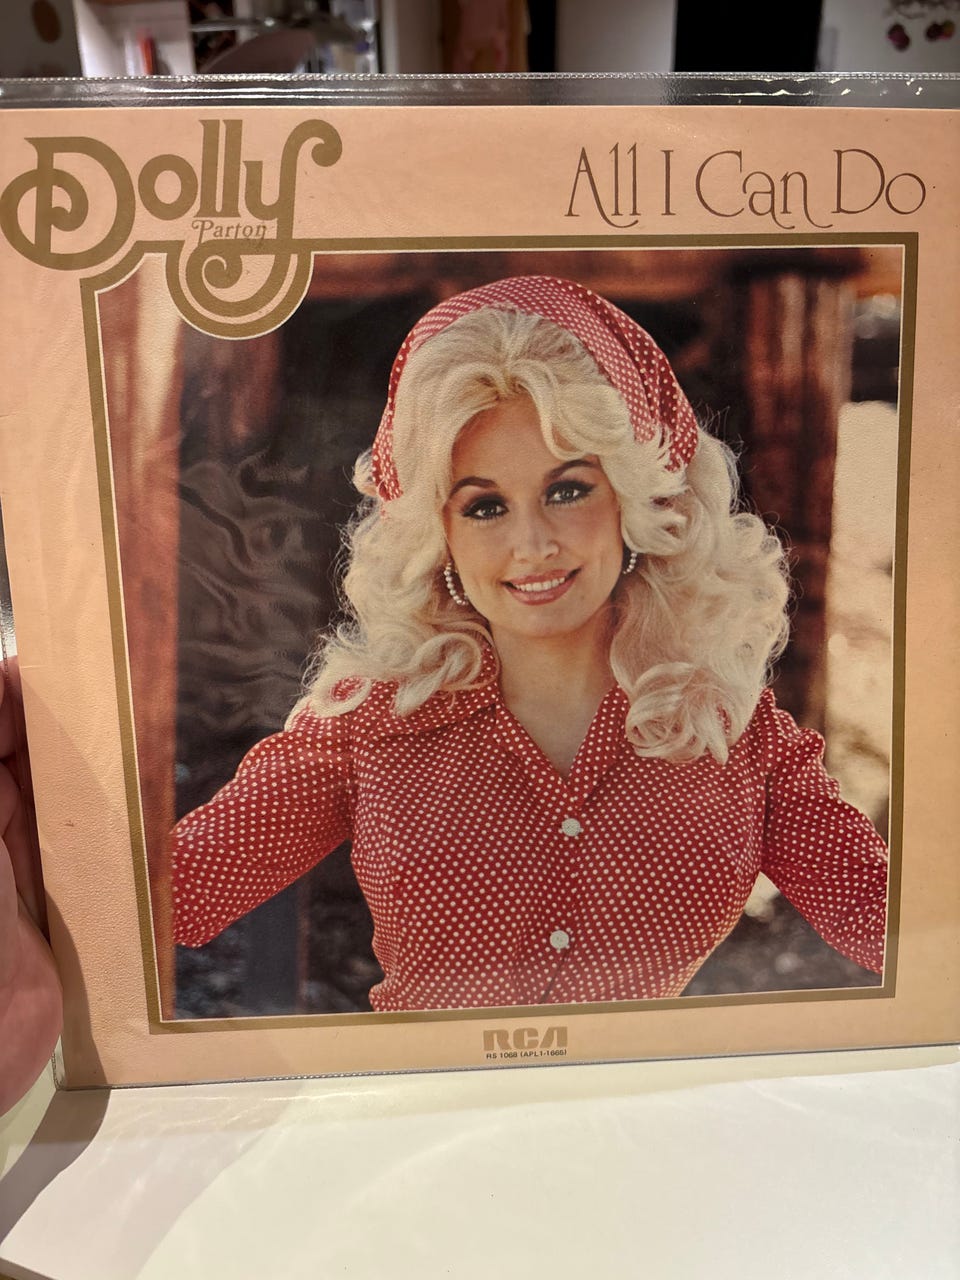 Dolly
Parton
All I Can Do
RCA
RS 1068 (APL1-1665)